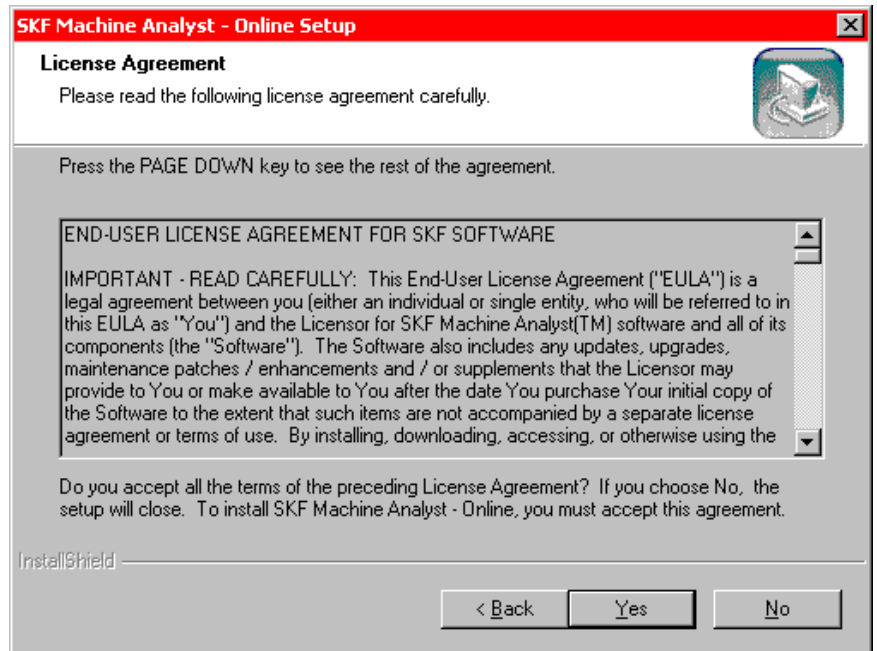 SKF Machine Analyst - Online Setup
License Agreement
Please read the following license agreement carefully.
Press the PAGE DOWN key to see the rest of the agreement.
END-USER LICENSE AGREEMENT FOR SKF SOFTWARE
IMPORTANT - READ CAREFULLY:  This End-User License Agreement ("EULA") is a
legal agreement between you (either an individual or single entity, who will be referred to in
this EULA as "You") and the Licensor for SKF Machine Analyst(TM) software and all of its
components (the "Software").  The Software also includes any updates, upgrades,
maintenance patches / enhancements and / or supplements that the Licensor may
provide to You or make available to You after the date You purchase Your initial copy of
the Software to the extent that such items are not accompanied by a separate license
agreement or terms of use.  By installing, downloading, accessing, or otherwise using the
Do you accept all the terms of the preceding License Agreement?  If you choose No,  the
setup will close.  To install SKF Machine Analyst - Online, you must accept this agreement.
InstallShield
< Back Yes No